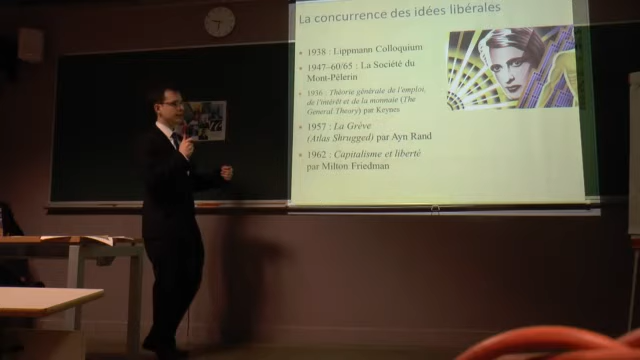 La concurrence des idées libérales
1938 : Lippmann Colloquium
1947–60/65 : La Société du
Mont-Pèlerin
1936 : Théorie générale de l'emploi,
de l'intérêt et de la monnaie (The
General Theory) par Keynes
1957 : La Grève
(Atlas Shrugged) par Ayn Rand
1962 : Capitalisme et liberté
par Milton Friedman